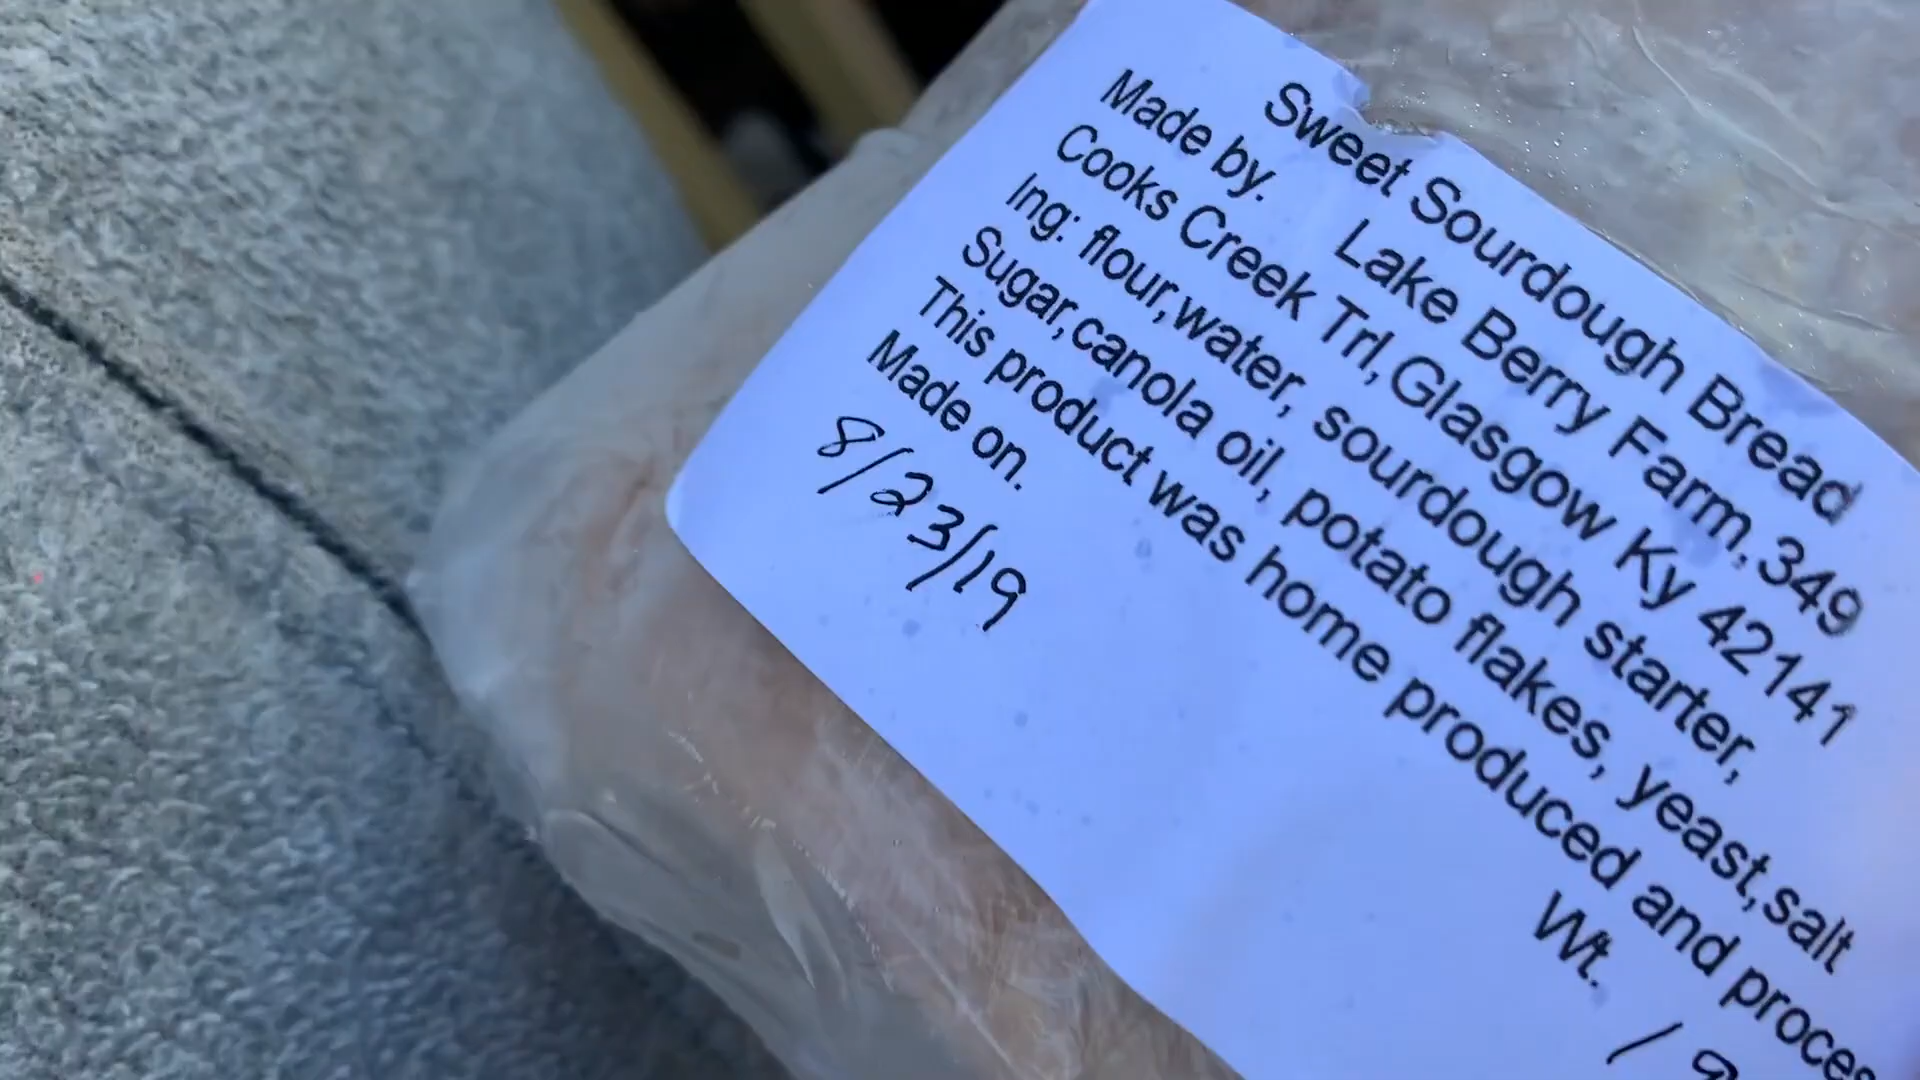 Sweet Sourdough Bread
Made by. Lake Berry Farm, 349
Cooks Creek Trl, Glasgow Ky 42141
Ing: flour, water, sourdough starter,
Sugar, canola oil, potato flakes, yeast, salt
This product was home produced and proces
Made on. Wt.
8/23/19 1